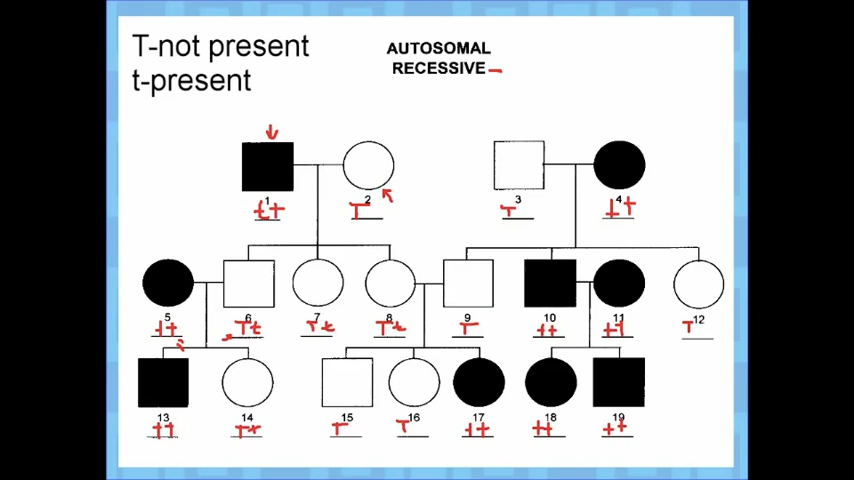 T-not present
t-present
AUTOSOMAL
RECESSIVE
1 2 3 4
tt T T tt
5 6 7 8 9 10 11 12
tt Tt Tt Tt T tt tt T
13 14 15 16 17 18 19
tt Tt T T tt tt tt